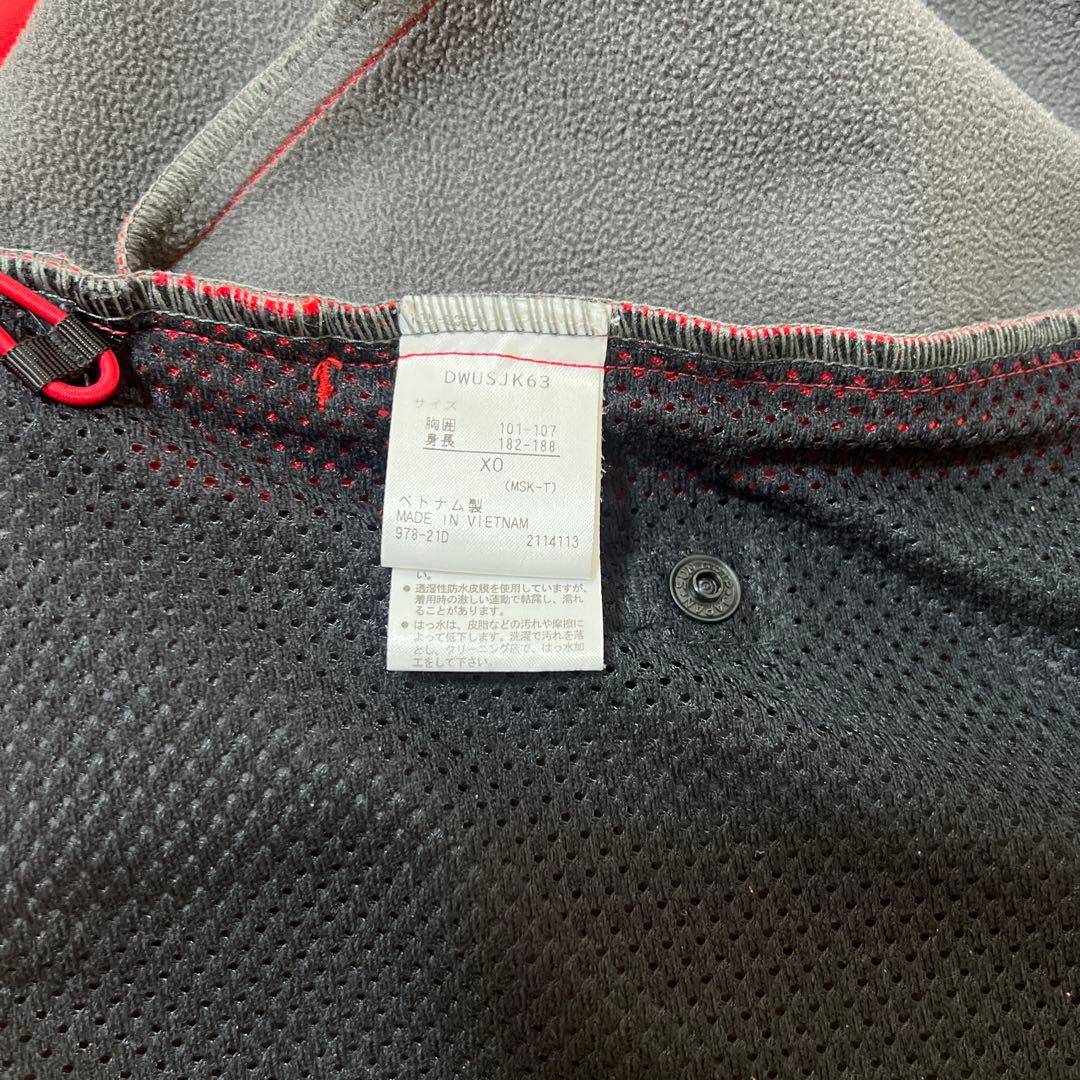 DWUSJK63
サイズ
胸囲 101-107
身長 182-188
XO
(MSK-T)
ベトナム製
MADE IN VIETNAM
978-21D 2114113
い。
● 透湿性防水皮膜を使用していますが、
着用時の激しい運動で結露し、濡れ
ることがあります。
● はっ水は、皮脂などの汚れや摩擦に
よって低下します。洗濯で汚れを落
とし、クリーニング店で、はっ水加
工をして下さい。